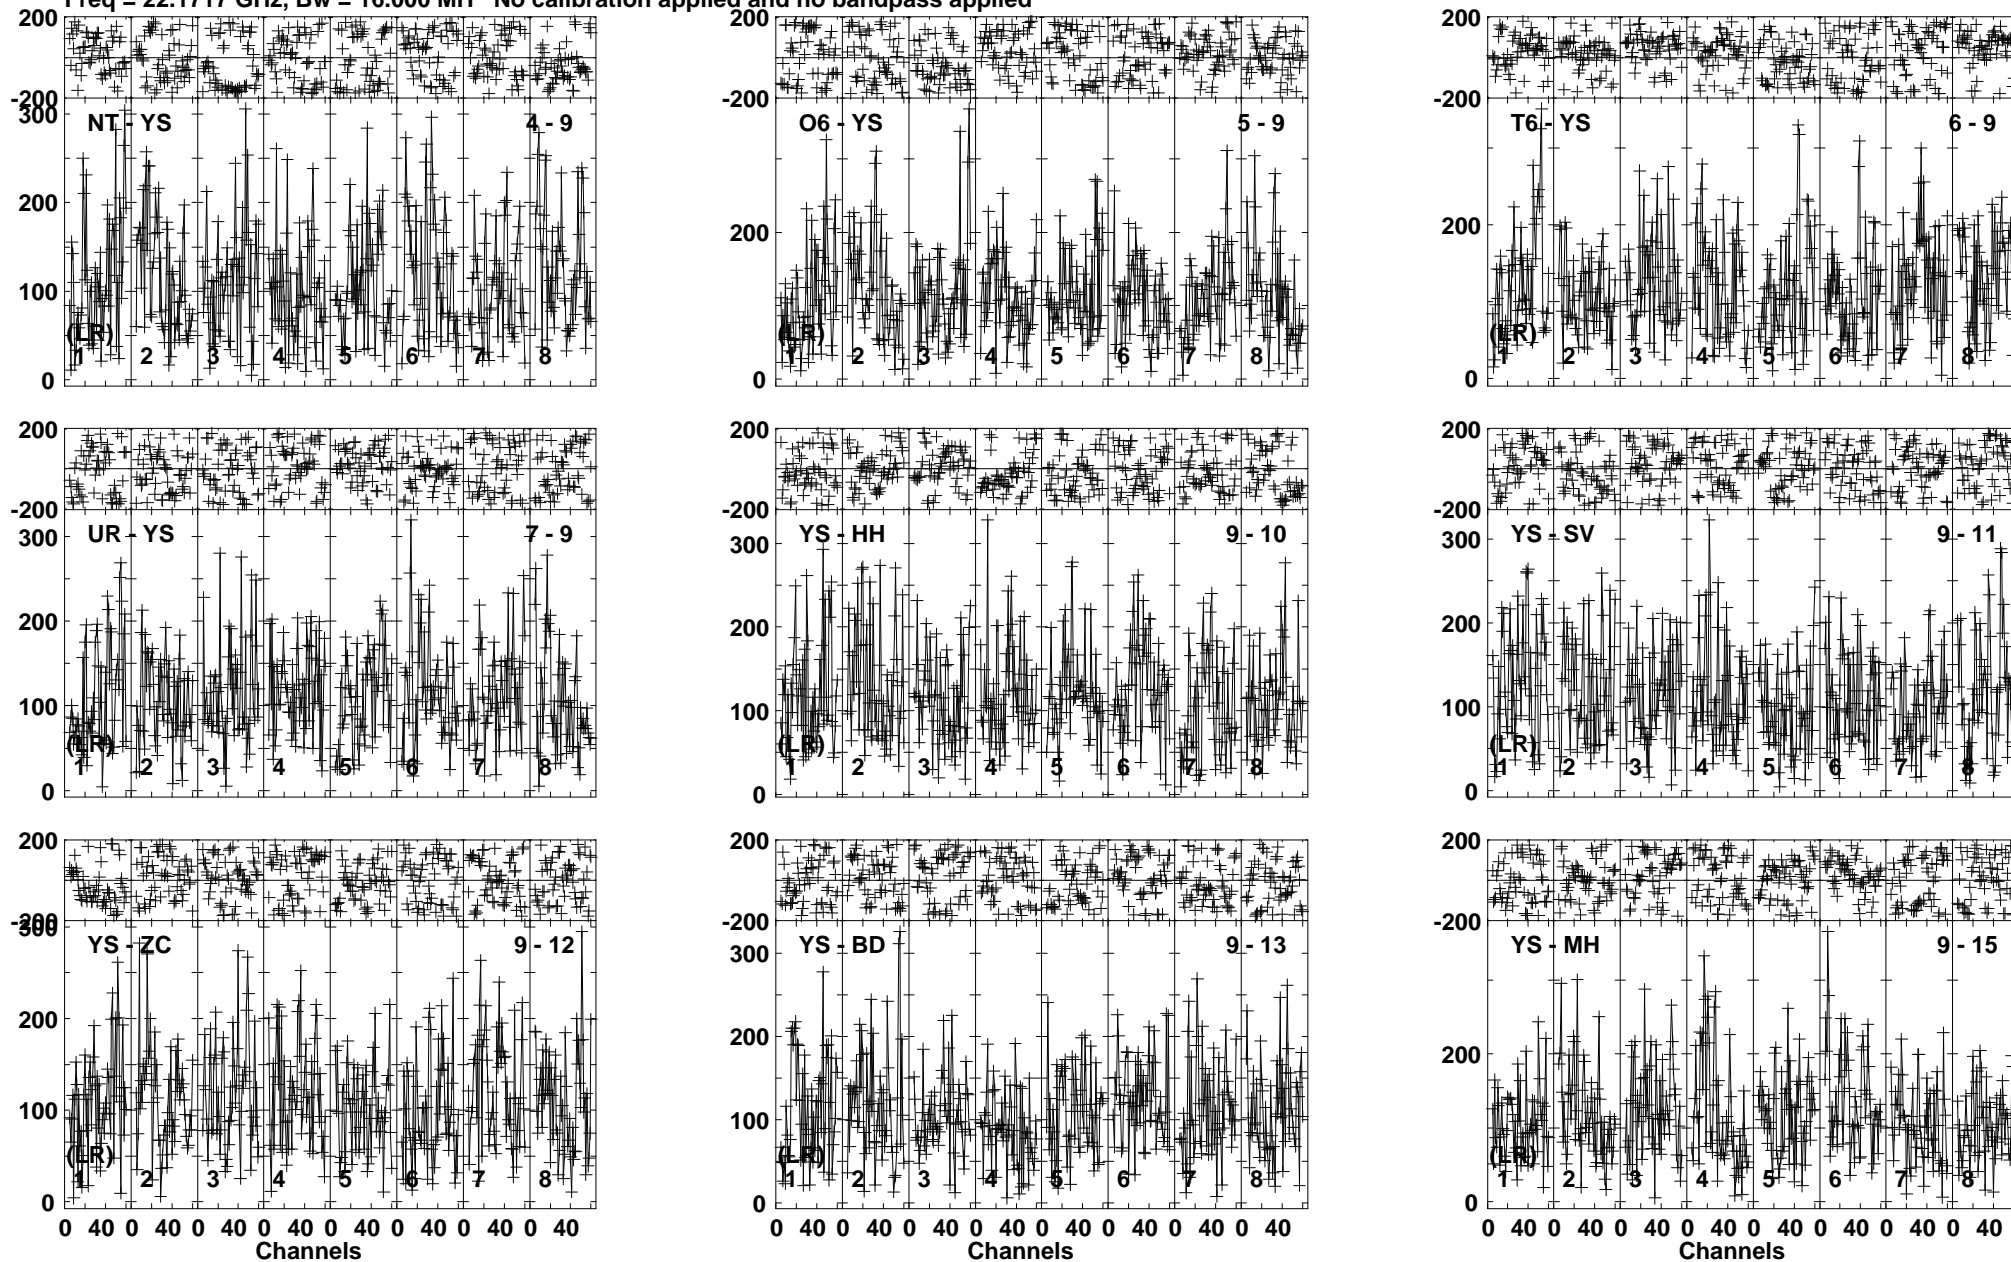 Freq = 22.1717 GHz, Bw = 16.000 MH No calibration applied and no bandpass applied
200 200 200
-200 -200 -200
NT - YS 4 - 9 O6 - YS 5 - 9 T6 - YS 6 - 9
300
200 200 200
100
(LR) (LR) (LR)
1 2 3 4 5 6 7 8 1 2 3 4 5 6 7 8 1 2 3 4 5 6 7 8
0 0 0
200 200 200
-200 -200 -200
UR - YS 7 - 9 YS - HH 9 - 10 YS - SV 9 - 11
300 300 300
200 200 200
100 100 100
(LR) (LR) (LR)
1 2 3 4 5 6 7 8 1 2 3 4 5 6 7 8 1 2 3 4 5 6 7 8
0 0 0
200 200 200
-200 -200 -200
300
YS - ZC 9 - 12 YS - BD 9 - 13 YS - MH 9 - 15
300
200 200 200
100 100
(LR) (LR) (LR)
1 2 3 4 5 6 7 8 1 2 3 4 5 6 7 8 1 2 3 4 5 6 7 8
0 0 0
0 40 0 40 0 40 0 40 0 40 0 40 0 40 0 40 0 40 0 40 0 40 0 40 0 40 0 40 0 40 0 40 0 40 0 40 0 40 0 40 0 40 0 40 0 40 0 40
Channels Channels Channels